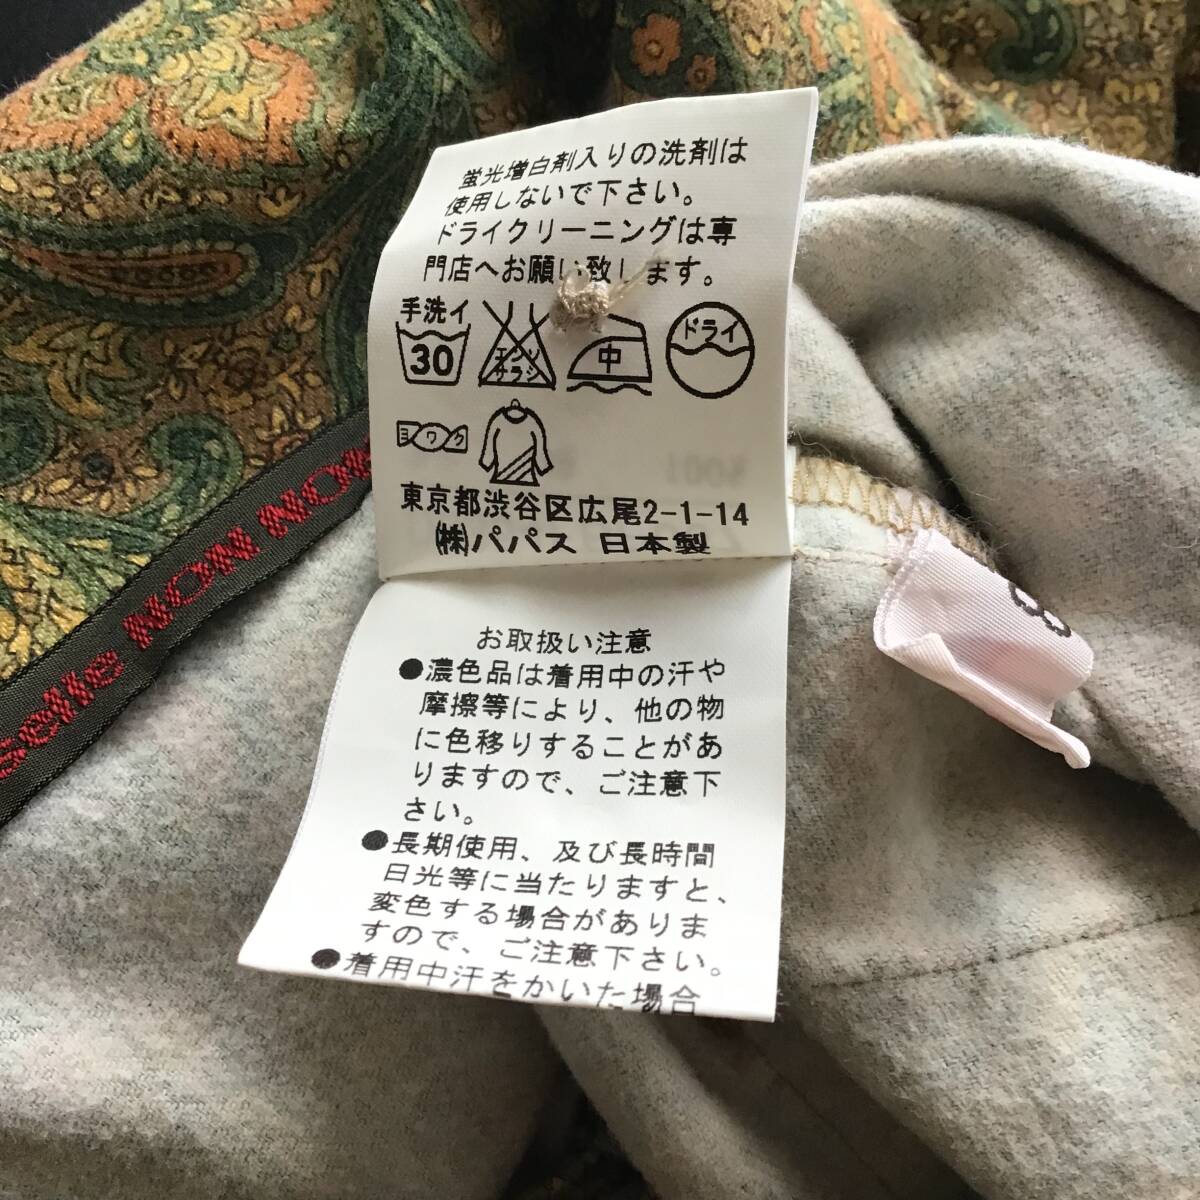 蛍光増白剤入りの洗剤は
使用しないで下さい。
ドライクリーニングは専
門店へお願い致します。
手洗イ
30
エンソ
サラシ
中
ドライ
ヨワク
東京都渋谷区広尾2-1-14
㈱パパス 日本製
お取扱い注意
●濃色品は着用中の汗や
摩擦等により、他の物
に色移りすることがあ
りますので、ご注意下
さい。
●長期使用、及び長時間
日光等に当たりますと、
変色する場合がありま
すので、ご注意下さい。
●着用中汗をかいた場合
selle NON NON
8